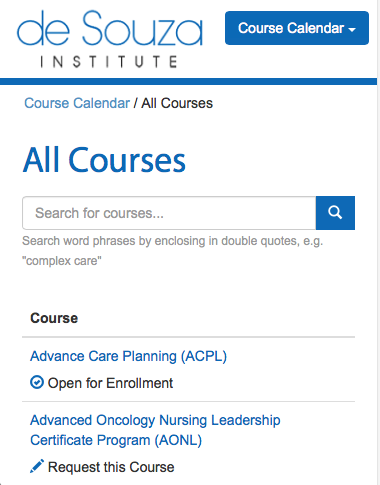 de Souza
INSTITUTE
Course Calendar
Course Calendar / All Courses
All Courses
Search for courses...
Search word phrases by enclosing in double quotes, e.g.
"complex care"
Course
Advance Care Planning (ACPL)
Open for Enrollment
Advanced Oncology Nursing Leadership
Certificate Program (AONL)
Request this Course